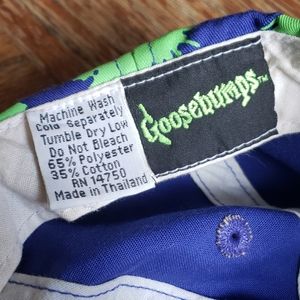 Machine Wash
Cold Separately
Tumble Dry Low
Do Not Bleach
65% Polyester
35% Cotton
RN 14750
Made in Thailand
Goosebumps™